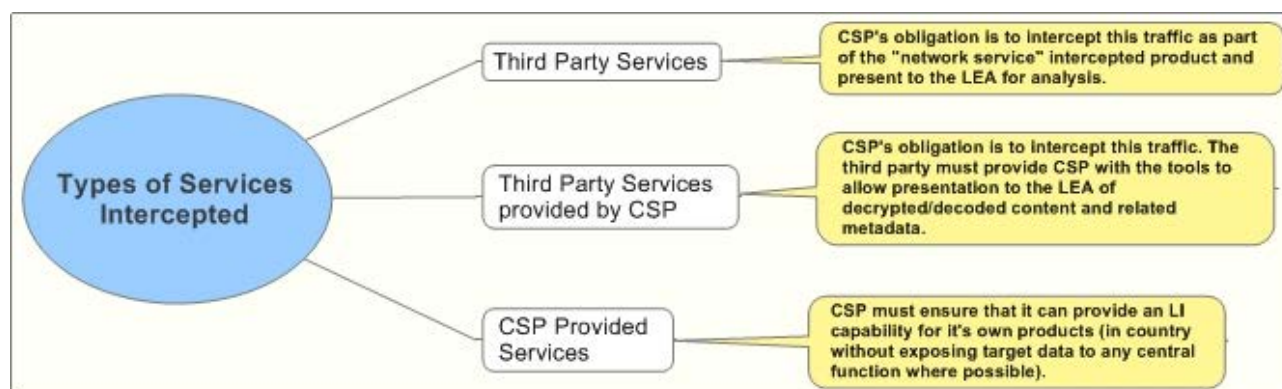 Types of Services
Intercepted
Third Party Services
CSP's obligation is to intercept this traffic as part
of the "network service" intercepted product and
present to the LEA for analysis.
Third Party Services
provided by CSP
CSP's obligation is to intercept this traffic. The
third party must provide CSP with the tools to
allow presentation to the LEA of
decrypted/decoded content and related
metadata.
CSP Provided
Services
CSP must ensure that it can provide an LI
capability for it's own products (in country
without exposing target data to any central
function where possible).